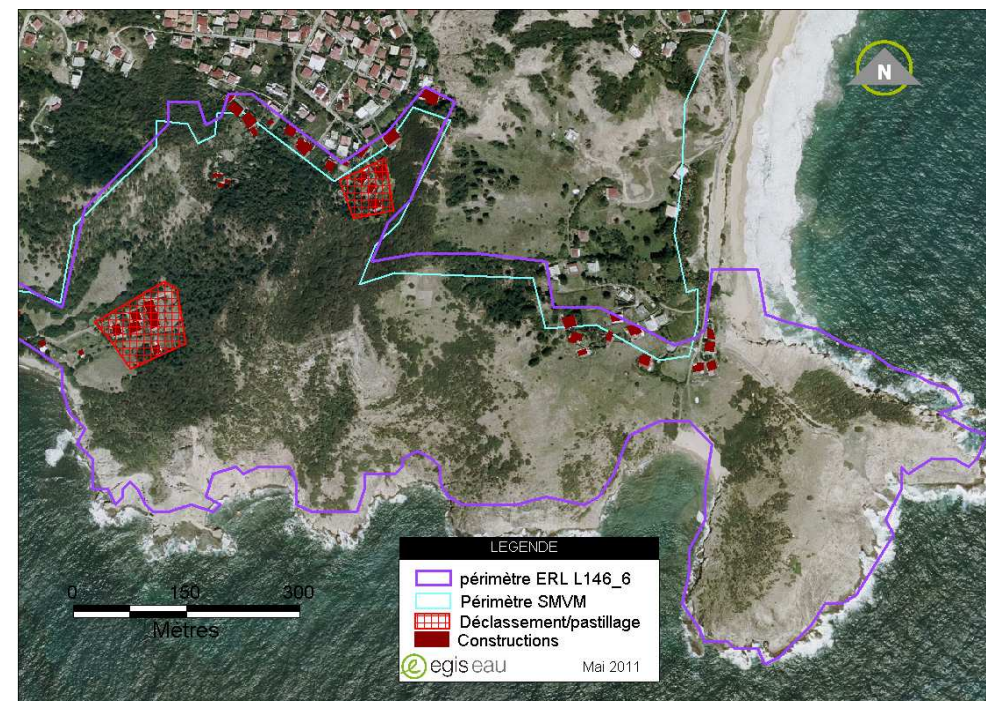 N
0 150 300
Mètres
LEGENDE
périmètre ERL L146_6
Périmètre SMVM
Déclassement/pastillage
Constructions
egis eau Mai 2011